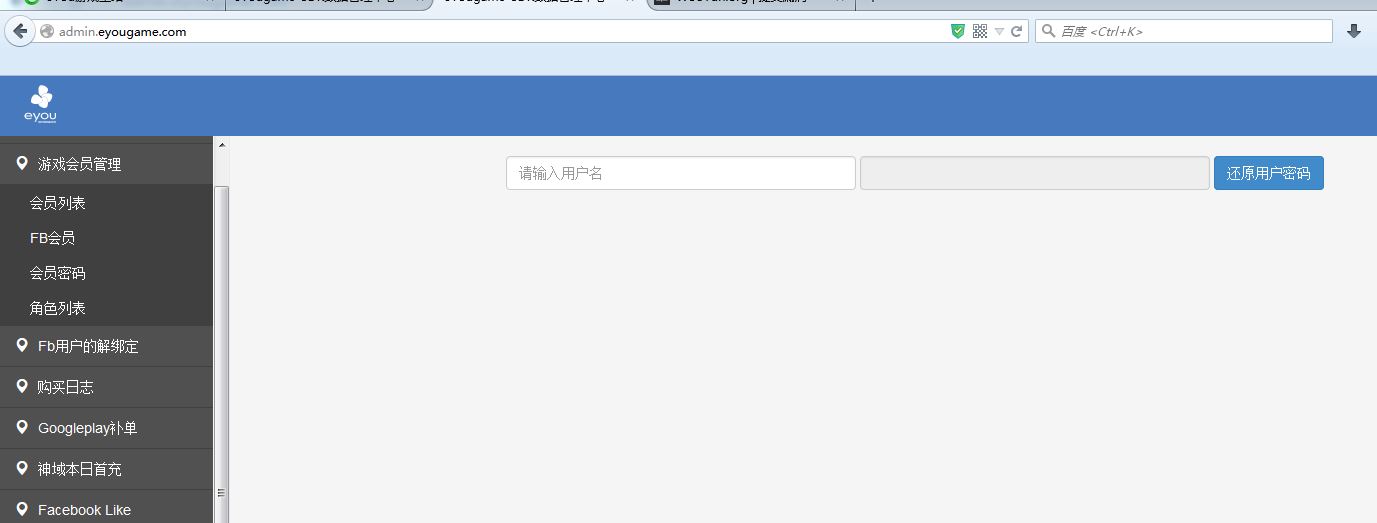 admin.eyougame.com
百度 <Ctrl+K>
eyou
游戏会员管理
请输入用户名
还原用户密码
会员列表
FB会员
会员密码
角色列表
Fb用户的解绑定
购买日志
Googleplay补单
神域本日首充
Facebook Like